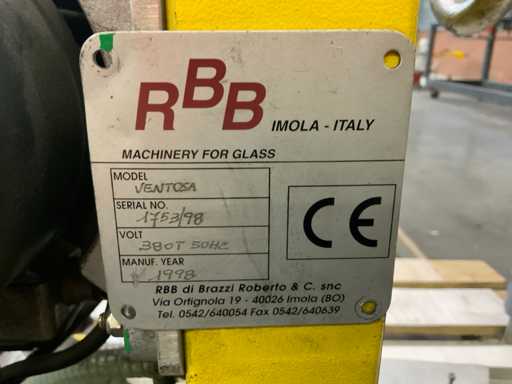 RBB IMOLA - ITALY
MACHINERY FOR GLASS
MODEL
VENTOSA
SERIAL NO.
1753/98
VOLT
380T 50HZ
MANUF. YEAR
1998
CE
RBB di Brazzi Roberto & C. snc
Via Ortignola 19 - 40026 Imola (BO)
Tel. 0542/640054 Fax 0542/640639